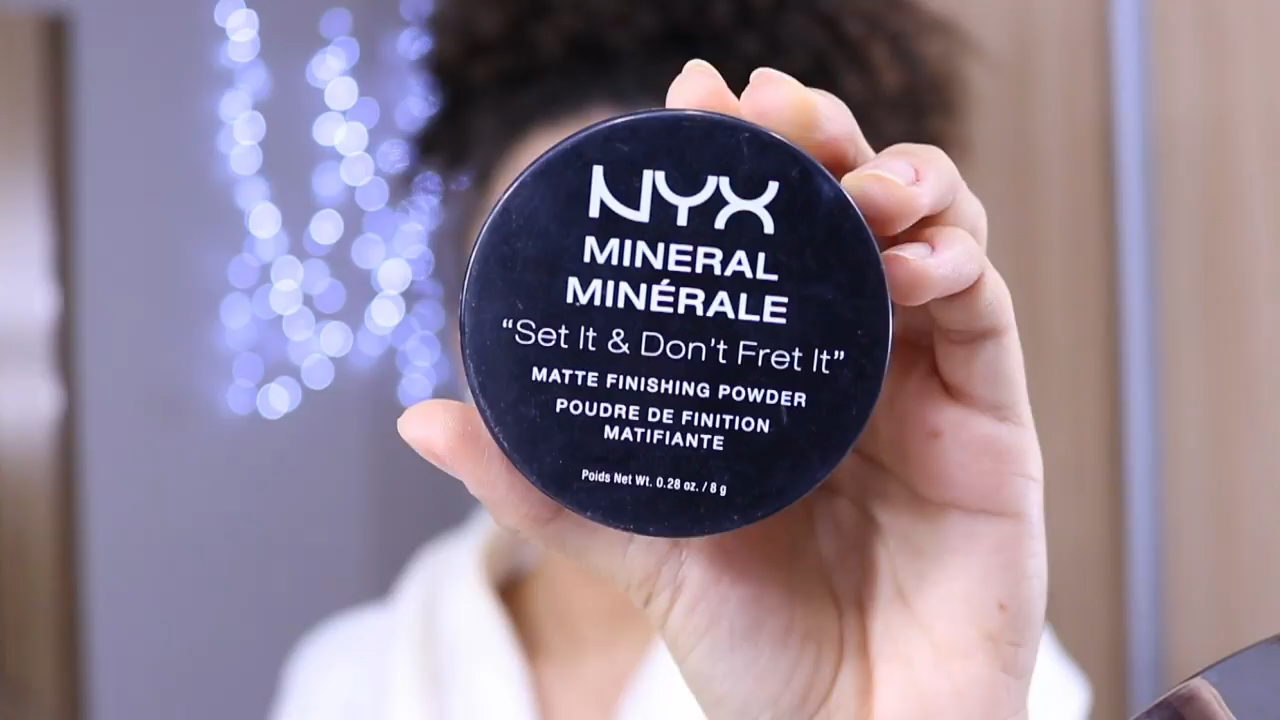 NYX
MINERAL
MINÉRALE
“Set It & Don't Fret It”
MATTE FINISHING POWDER
POUDRE DE FINITION
MATIFIANTE
Poids Net Wt. 0.28 oz. / 8 g